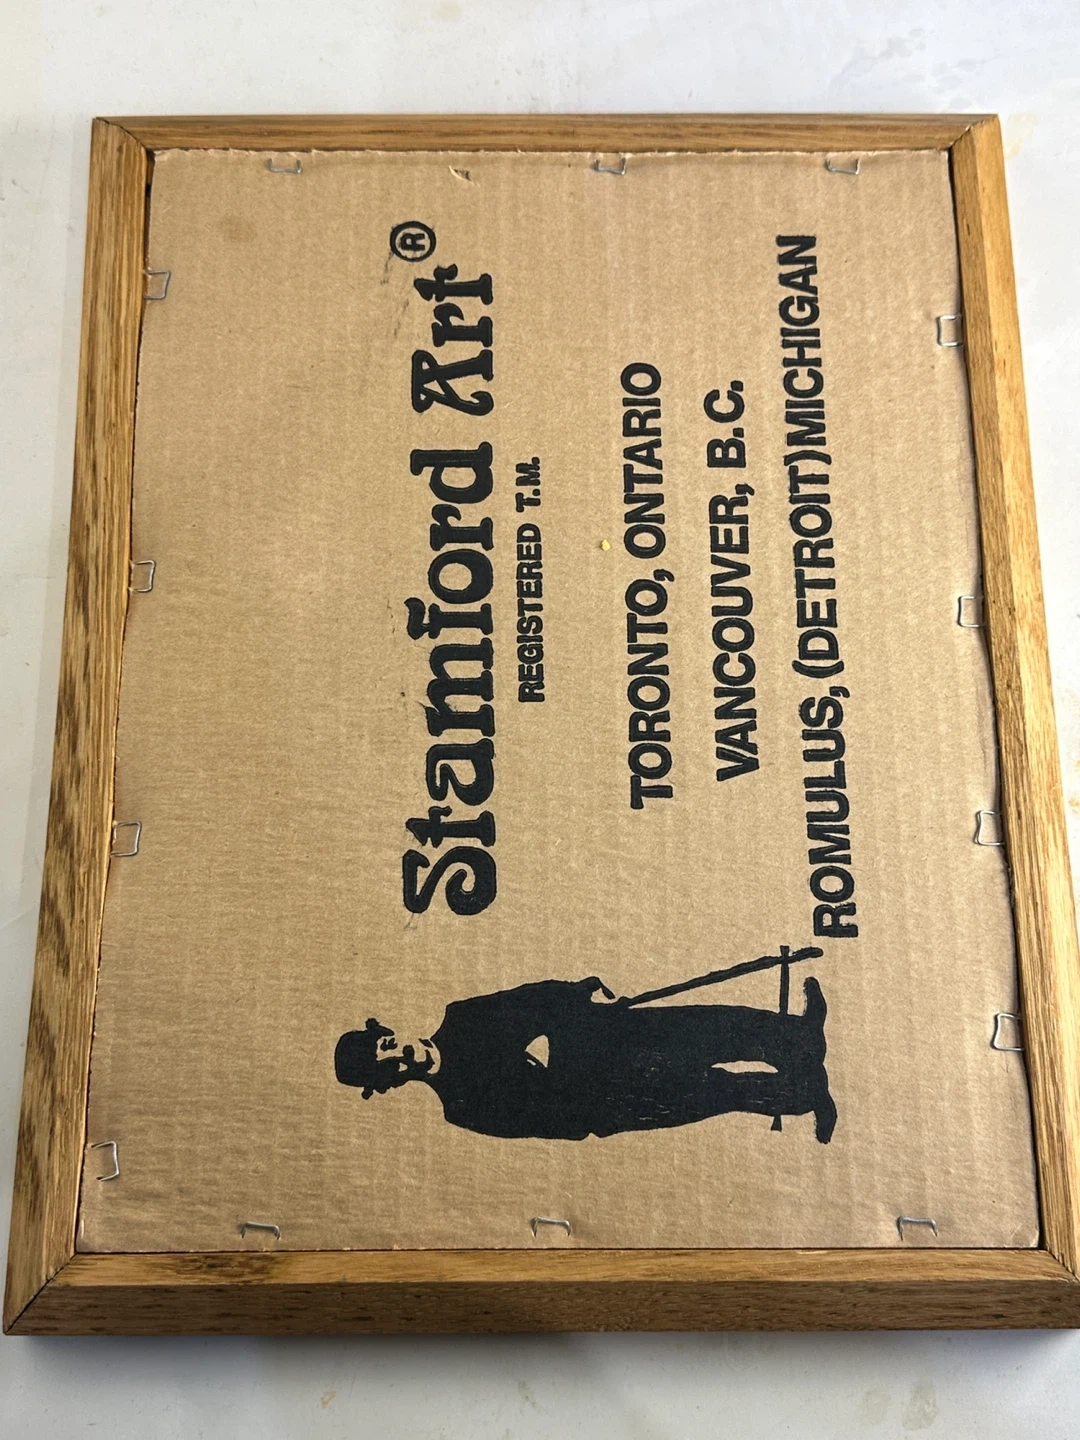 Stamford Art®
REGISTERED T.M.
TORONTO, ONTARIO
VANCOUVER, B.C.
ROMULUS, (DETROIT) MICHIGAN